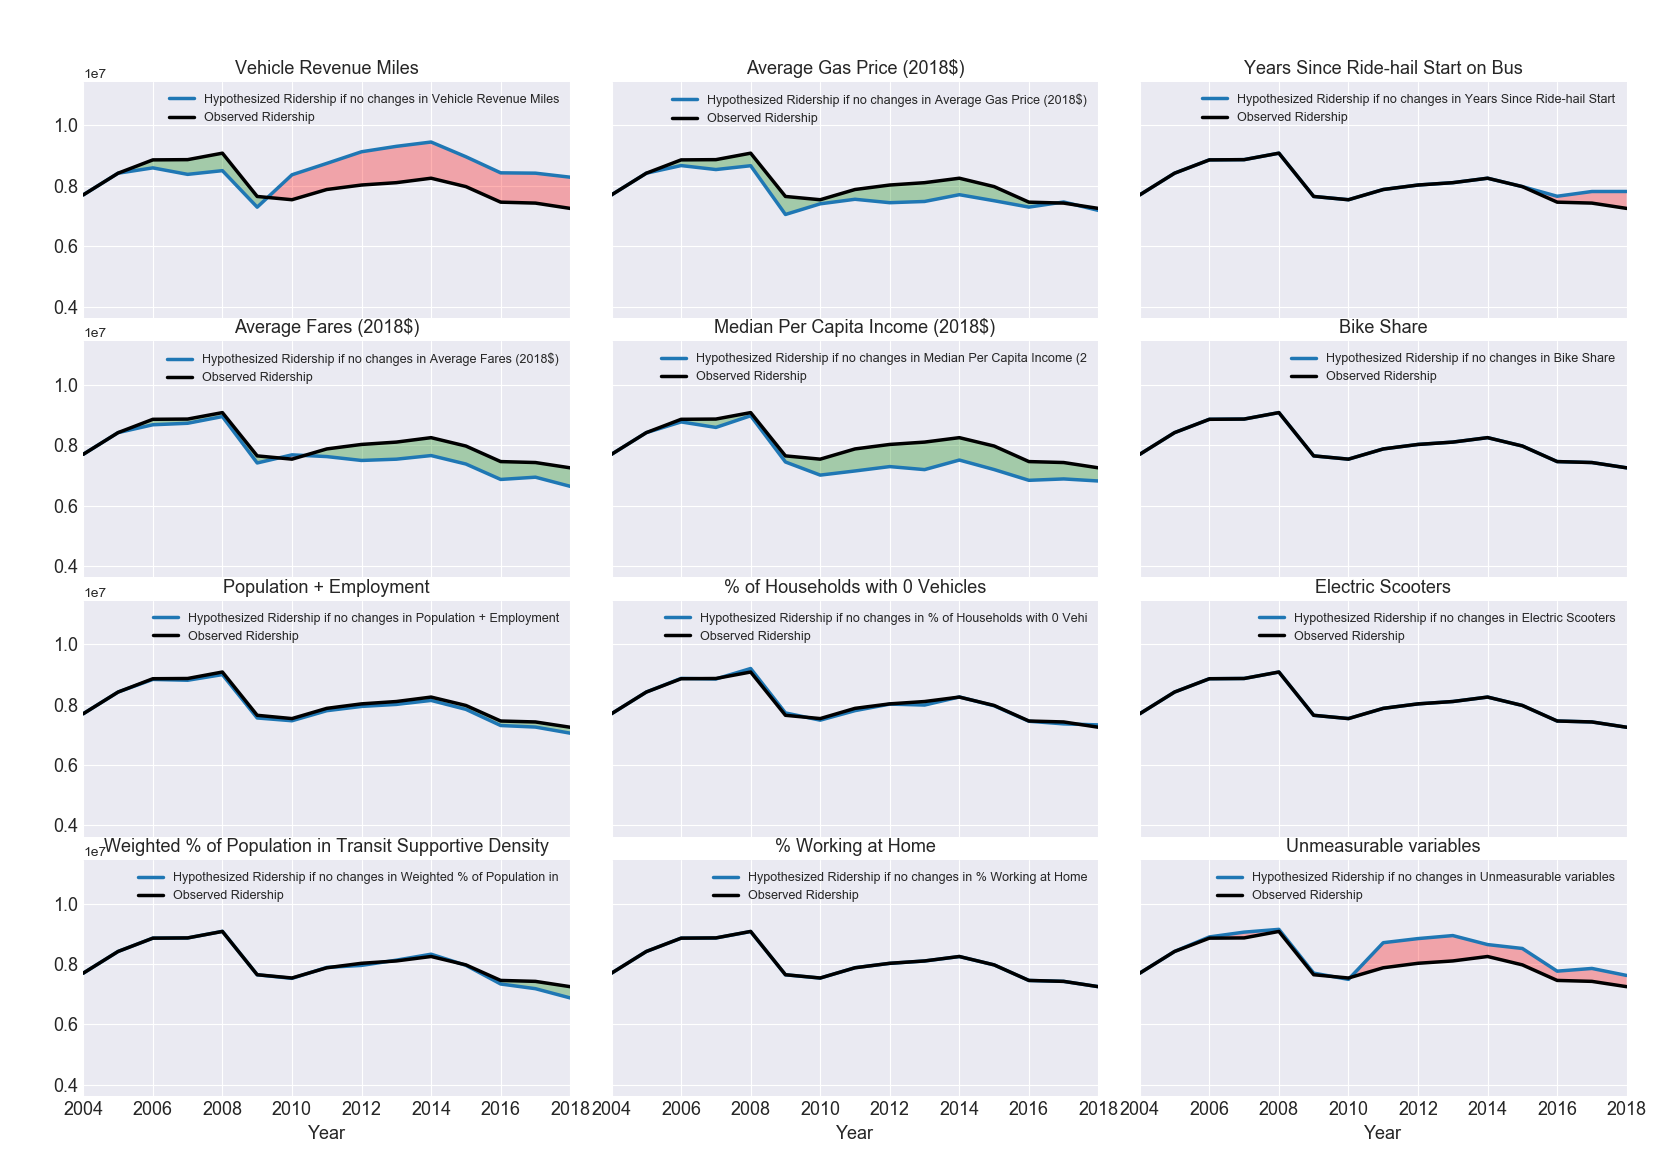 Vehicle Revenue Miles
Average Gas Price (2018$)
Years Since Ride-hail Start on Bus
1e7
Hypothesized Ridership if no changes in Vehicle Revenue Miles
Observed Ridership
Hypothesized Ridership if no changes in Average Gas Price (2018$)
Observed Ridership
Hypothesized Ridership if no changes in Years Since Ride-hail Start
Observed Ridership
1.0
0.8
0.6
0.4
Average Fares (2018$)
Median Per Capita Income (2018$)
Bike Share
1e7
Hypothesized Ridership if no changes in Average Fares (2018$)
Observed Ridership
Hypothesized Ridership if no changes in Median Per Capita Income (2
Observed Ridership
Hypothesized Ridership if no changes in Bike Share
Observed Ridership
1.0
0.8
0.6
0.4
Population + Employment
% of Households with 0 Vehicles
Electric Scooters
1e7
Hypothesized Ridership if no changes in Population + Employment
Observed Ridership
Hypothesized Ridership if no changes in % of Households with 0 Vehi
Observed Ridership
Hypothesized Ridership if no changes in Electric Scooters
Observed Ridership
1.0
0.8
0.6
0.4
Weighted % of Population in Transit Supportive Density
% Working at Home
Unmeasurable variables
1e7
Hypothesized Ridership if no changes in Weighted % of Population in
Observed Ridership
Hypothesized Ridership if no changes in % Working at Home
Observed Ridership
Hypothesized Ridership if no changes in Unmeasurable variables
Observed Ridership
1.0
0.8
0.6
0.4
2004 2006 2008 2010 2012 2014 2016 2018
2004 2006 2008 2010 2012 2014 2016 2018
2004 2006 2008 2010 2012 2014 2016 2018
Year
Year
Year